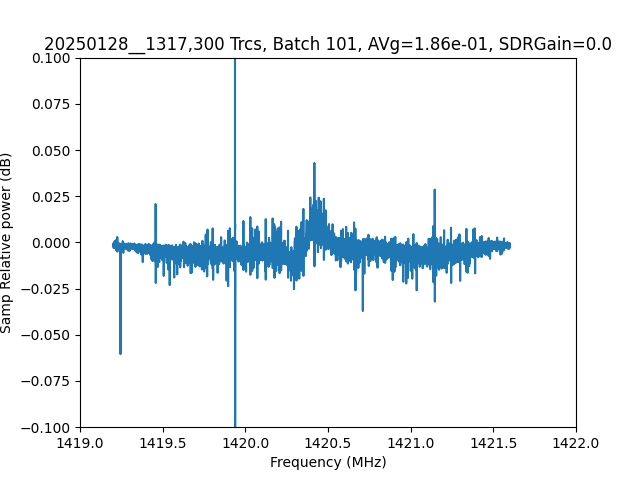 20250128__1317,300 Trcs, Batch 101, AVg=1.86e-01, SDRGain=0.0
0.100
0.075
0.050
0.025
0.000
−0.025
−0.050
−0.075
−0.100
Samp Relative power (dB)
1419.0 1419.5 1420.0 1420.5 1421.0 1421.5 1422.0
Frequency (MHz)